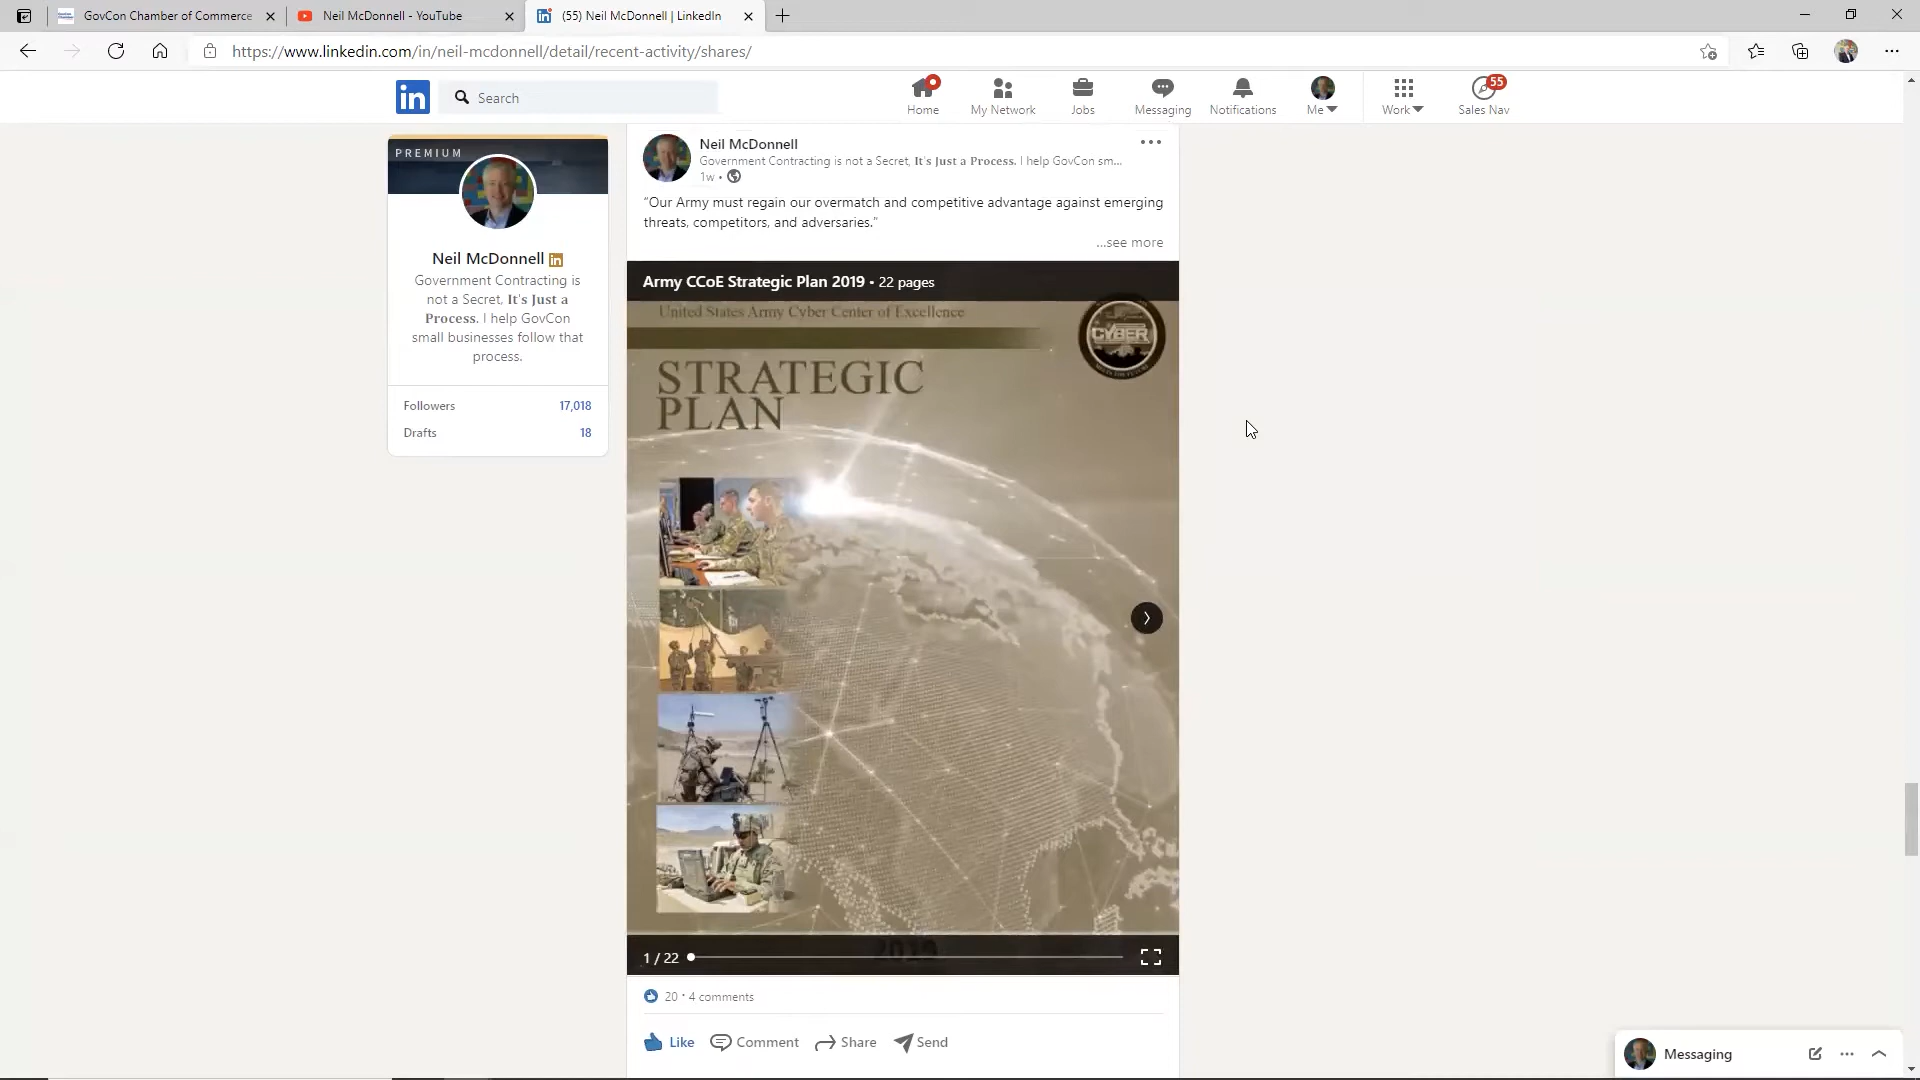 GovCon Chamber of Commerce
Neil McDonnell - YouTube
(55) Neil McDonnell | LinkedIn
https://www.linkedin.com/in/neil-mcdonnell/detail/recent-activity/shares/
in
Search
Home
My Network
Jobs
Messaging
Notifications
Me
Work
55
Sales Nav
PREMIUM
Neil McDonnell in
Government Contracting is
not a Secret, It's Just a
Process. I help GovCon
small businesses follow that
process.
Followers 17,018
Drafts 18
Neil McDonnell
Government Contracting is not a Secret, It's Just a Process. I help GovCon sm...
1w •
“Our Army must regain our overmatch and competitive advantage against emerging
threats, competitors, and adversaries.”
...see more
Army CCoE Strategic Plan 2019 • 22 pages
United States Army Cyber Center of Excellence
CYBER
STRATEGIC
PLAN
2019
1 / 22
20 • 4 comments
Like
Comment
Share
Send
Messaging